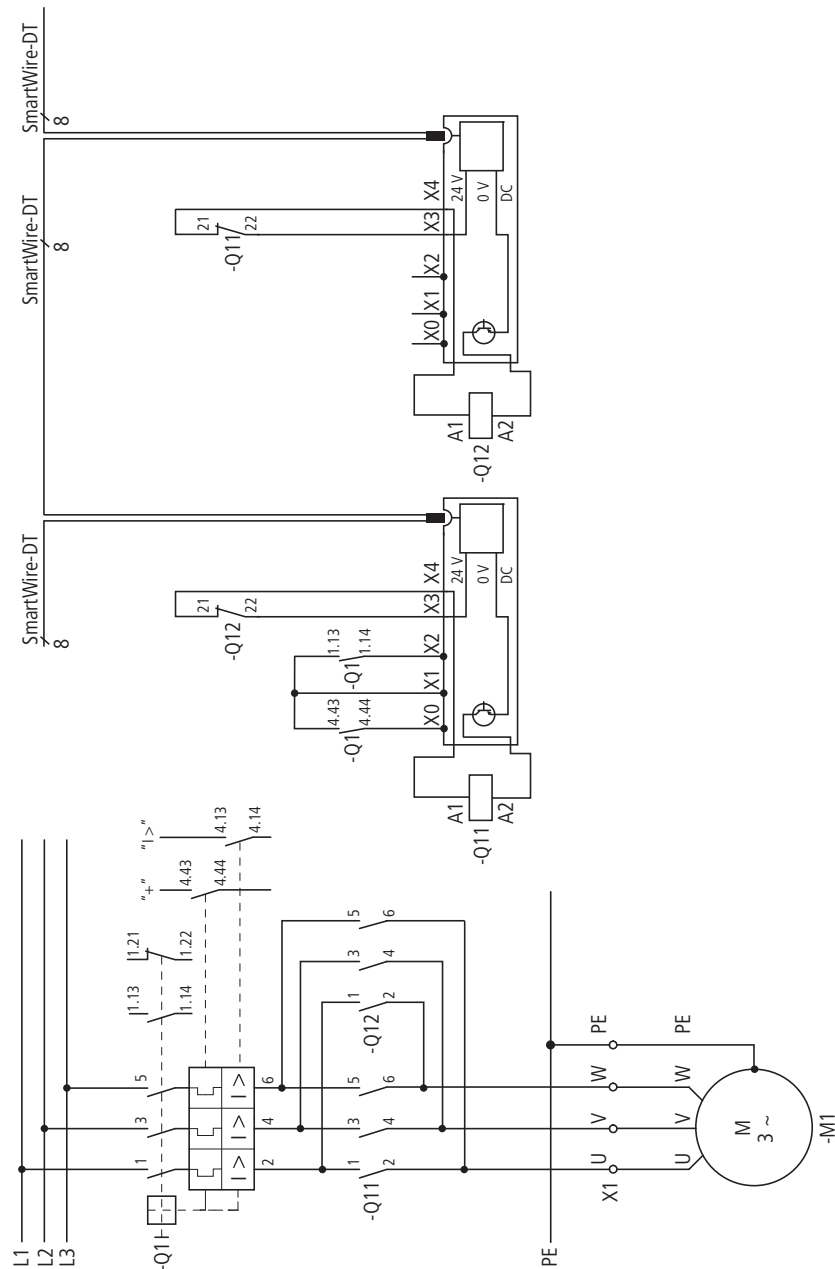 SmartWire-DT
8
SmartWire-DT
8
SmartWire-DT
8
21
22
-Q11
X0
X1
X2
X3
X4
24 V
0 V
DC
A1
A2
-Q12
21
22
-Q12
1.13
1.14
-Q1
4.43
4.44
-Q1
X0
X1
X2
X3
X4
24 V
0 V
DC
A1
A2
-Q11
"I >"
4.13
4.14
"+"
4.43
4.44
1.21
1.22
1.13
1.14
L1
L2
L3
-Q1
1
3
5
I >
I >
I >
2
4
6
-Q11
1
2
3
4
5
6
-Q12
1
2
3
4
5
6
PE
X1
U
V
W
PE
U
V
W
PE
M
3 ~
-M1